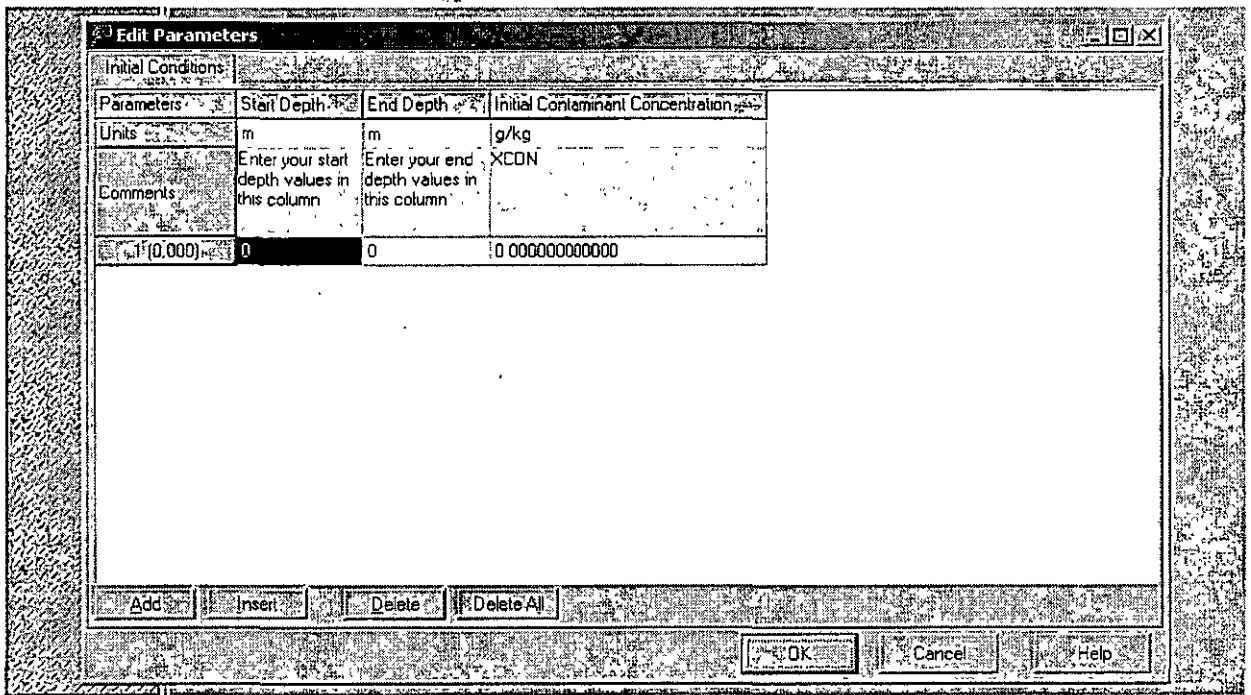 Edit Parameters
Initial Conditions
Parameters Start Depth End Depth Initial Contaminant Concentration
Units m m g/kg
Comments Enter your start depth values in this column Enter your end depth values in this column XCON
1 (0.000) 0 0 0 000000000000
Add Insert Delete Delete All
OK Cancel Help